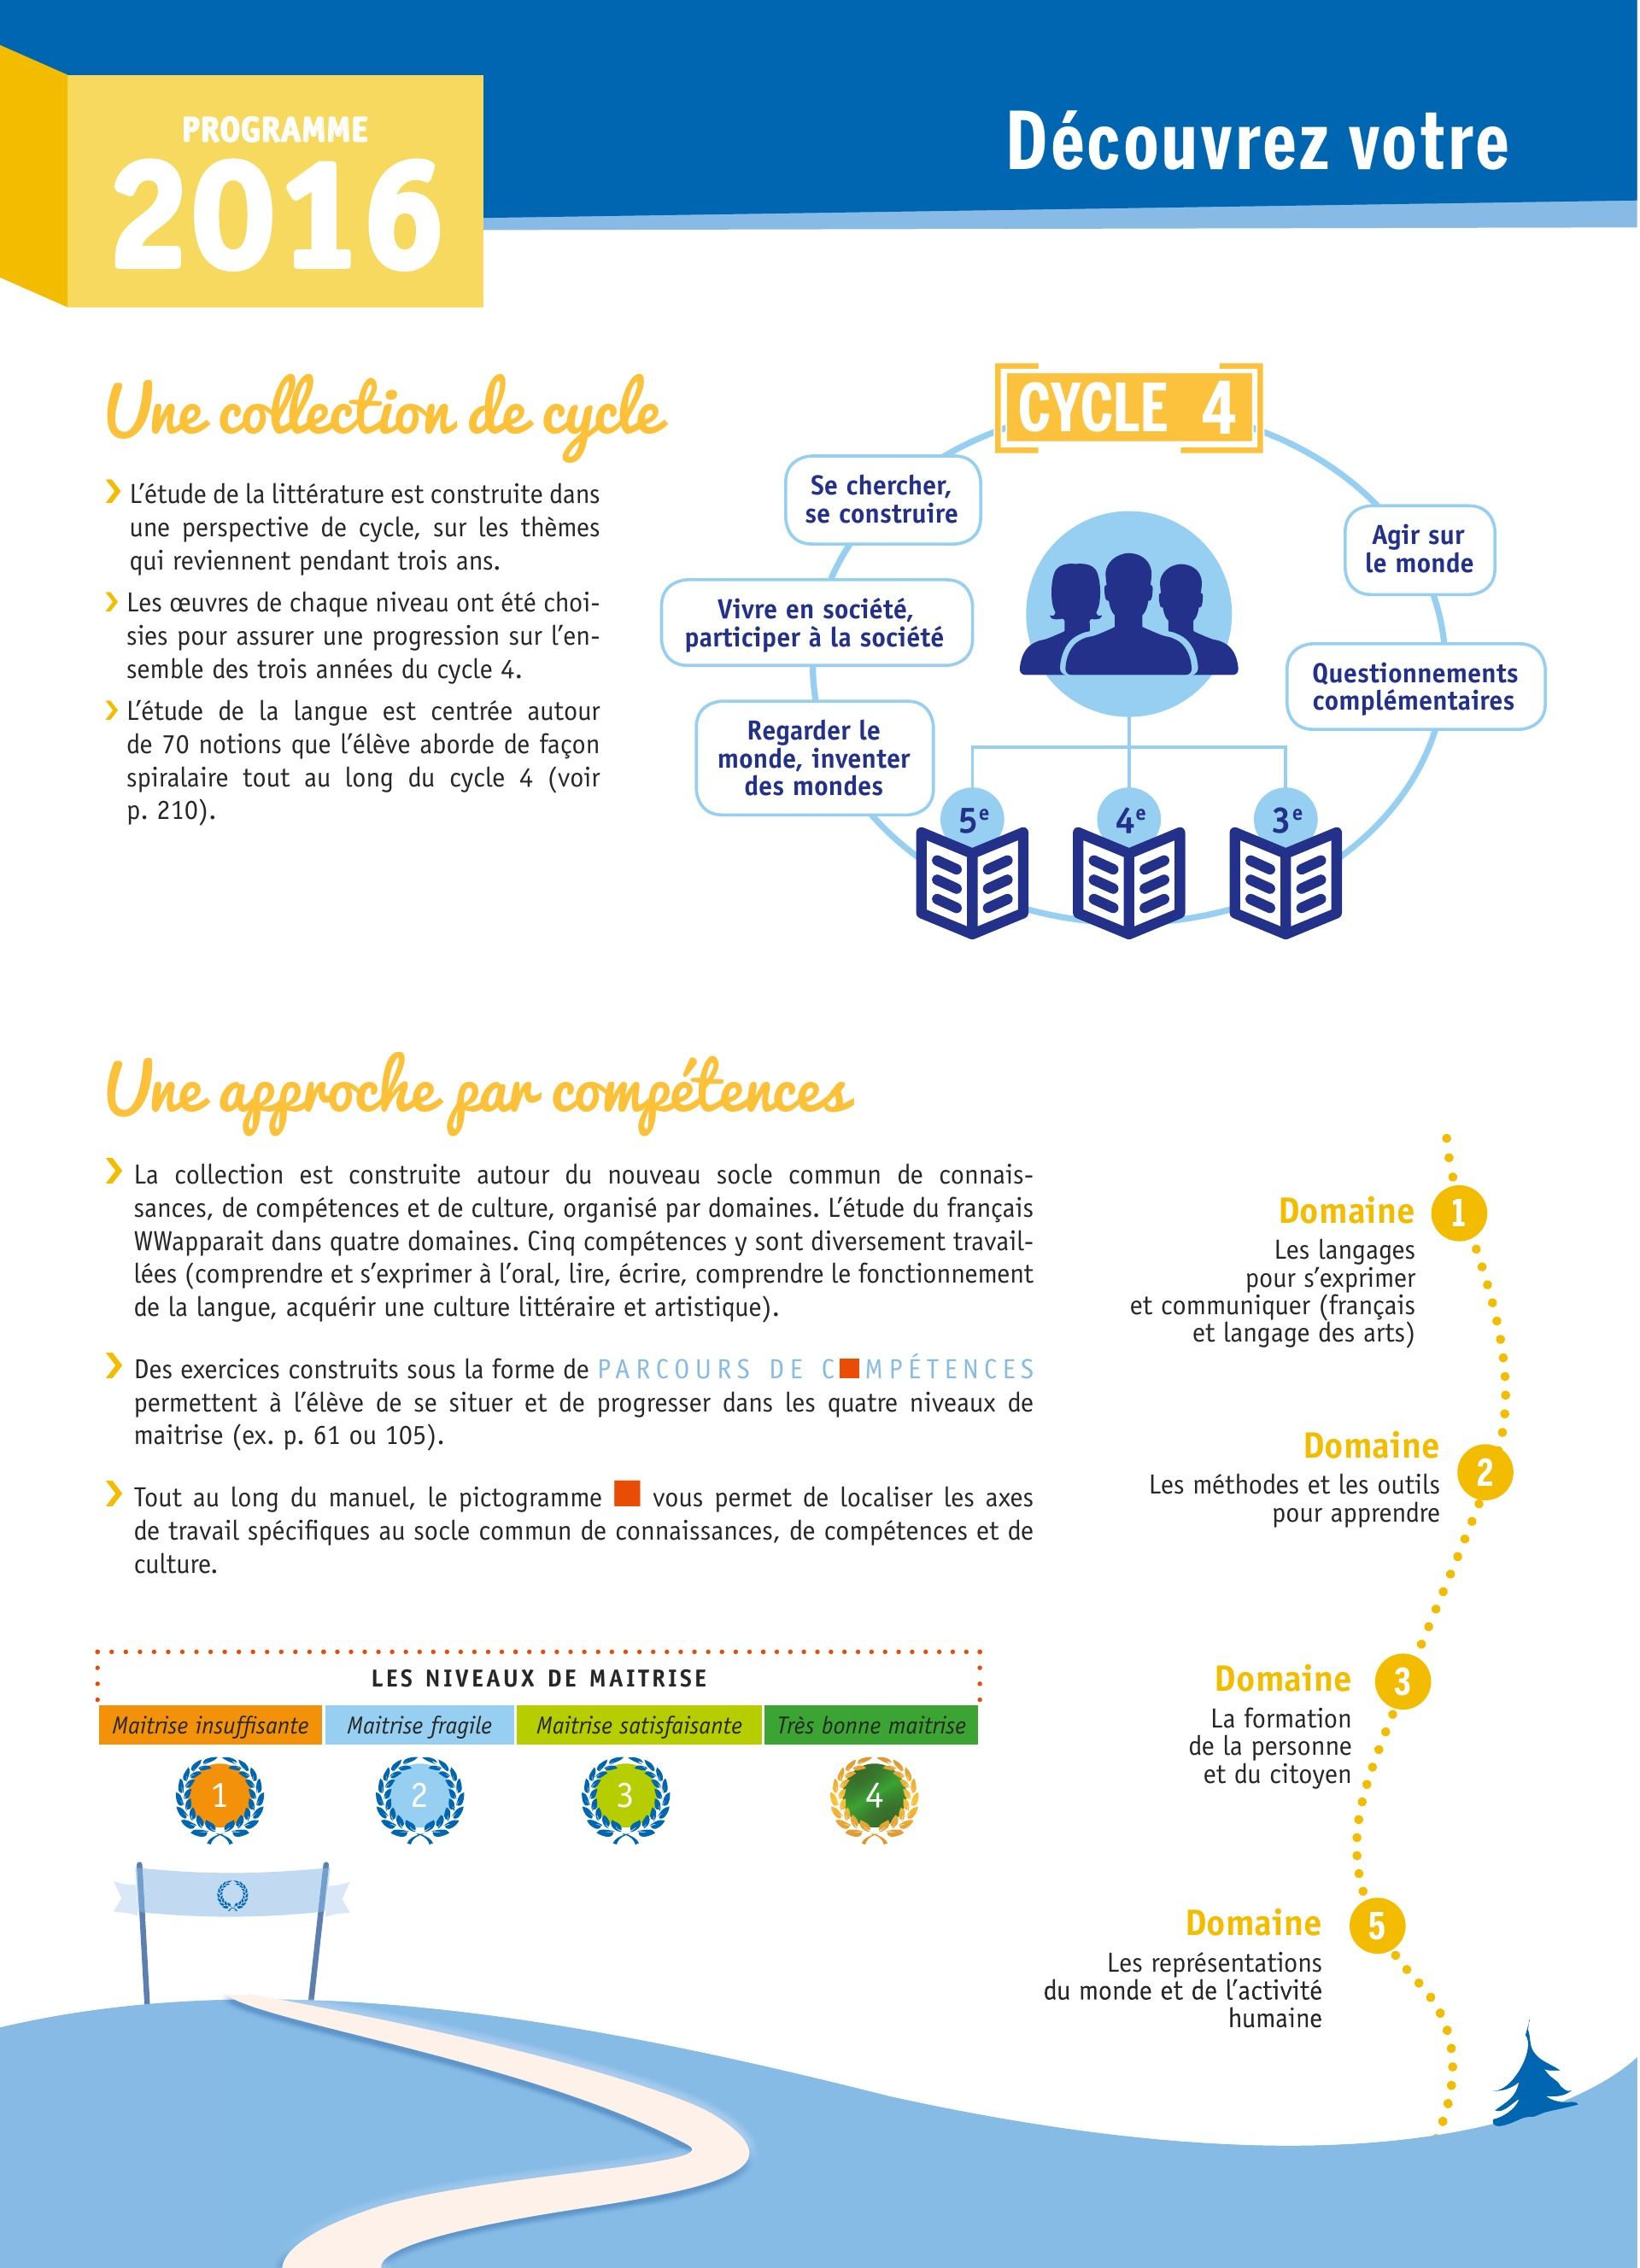 PROGRAMME
2016
Découvrez votre
Une collection de cycle
› L’étude de la littérature est construite dans
une perspective de cycle, sur les thèmes
qui reviennent pendant trois ans.
› Les œuvres de chaque niveau ont été choi-
sies pour assurer une progression sur l’en-
semble des trois années du cycle 4.
› L’étude de la langue est centrée autour
de 70 notions que l’élève aborde de façon
spiralaire tout au long du cycle 4 (voir
p. 210).
CYCLE 4
Se chercher,
se construire
Vivre en société,
participer à la société
Regarder le
monde, inventer
des mondes
Agir sur
le monde
Questionnements
complémentaires
5e
4e
3e
Une approche par compétences
› La collection est construite autour du nouveau socle commun de connais-
sances, de compétences et de culture, organisé par domaines. L’étude du français
WWapparait dans quatre domaines. Cinq compétences y sont diversement travail-
lées (comprendre et s’exprimer à l’oral, lire, écrire, comprendre le fonctionnement
de la langue, acquérir une culture littéraire et artistique).
› Des exercices construits sous la forme de PARCOURS DE C■MPÉTENCES
permettent à l’élève de se situer et de progresser dans les quatre niveaux de
maitrise (ex. p. 61 ou 105).
› Tout au long du manuel, le pictogramme ■ vous permet de localiser les axes
de travail spécifiques au socle commun de connaissances, de compétences et de
culture.
LES NIVEAUX DE MAITRISE
Maitrise insuffisante Maitrise fragile Maitrise satisfaisante Très bonne maitrise
1 2 3 4
Domaine 1
Les langages
pour s’exprimer
et communiquer (français
et langage des arts)
Domaine 2
Les méthodes et les outils
pour apprendre
Domaine 3
La formation
de la personne
et du citoyen
Domaine 5
Les représentations
du monde et de l’activité
humaine